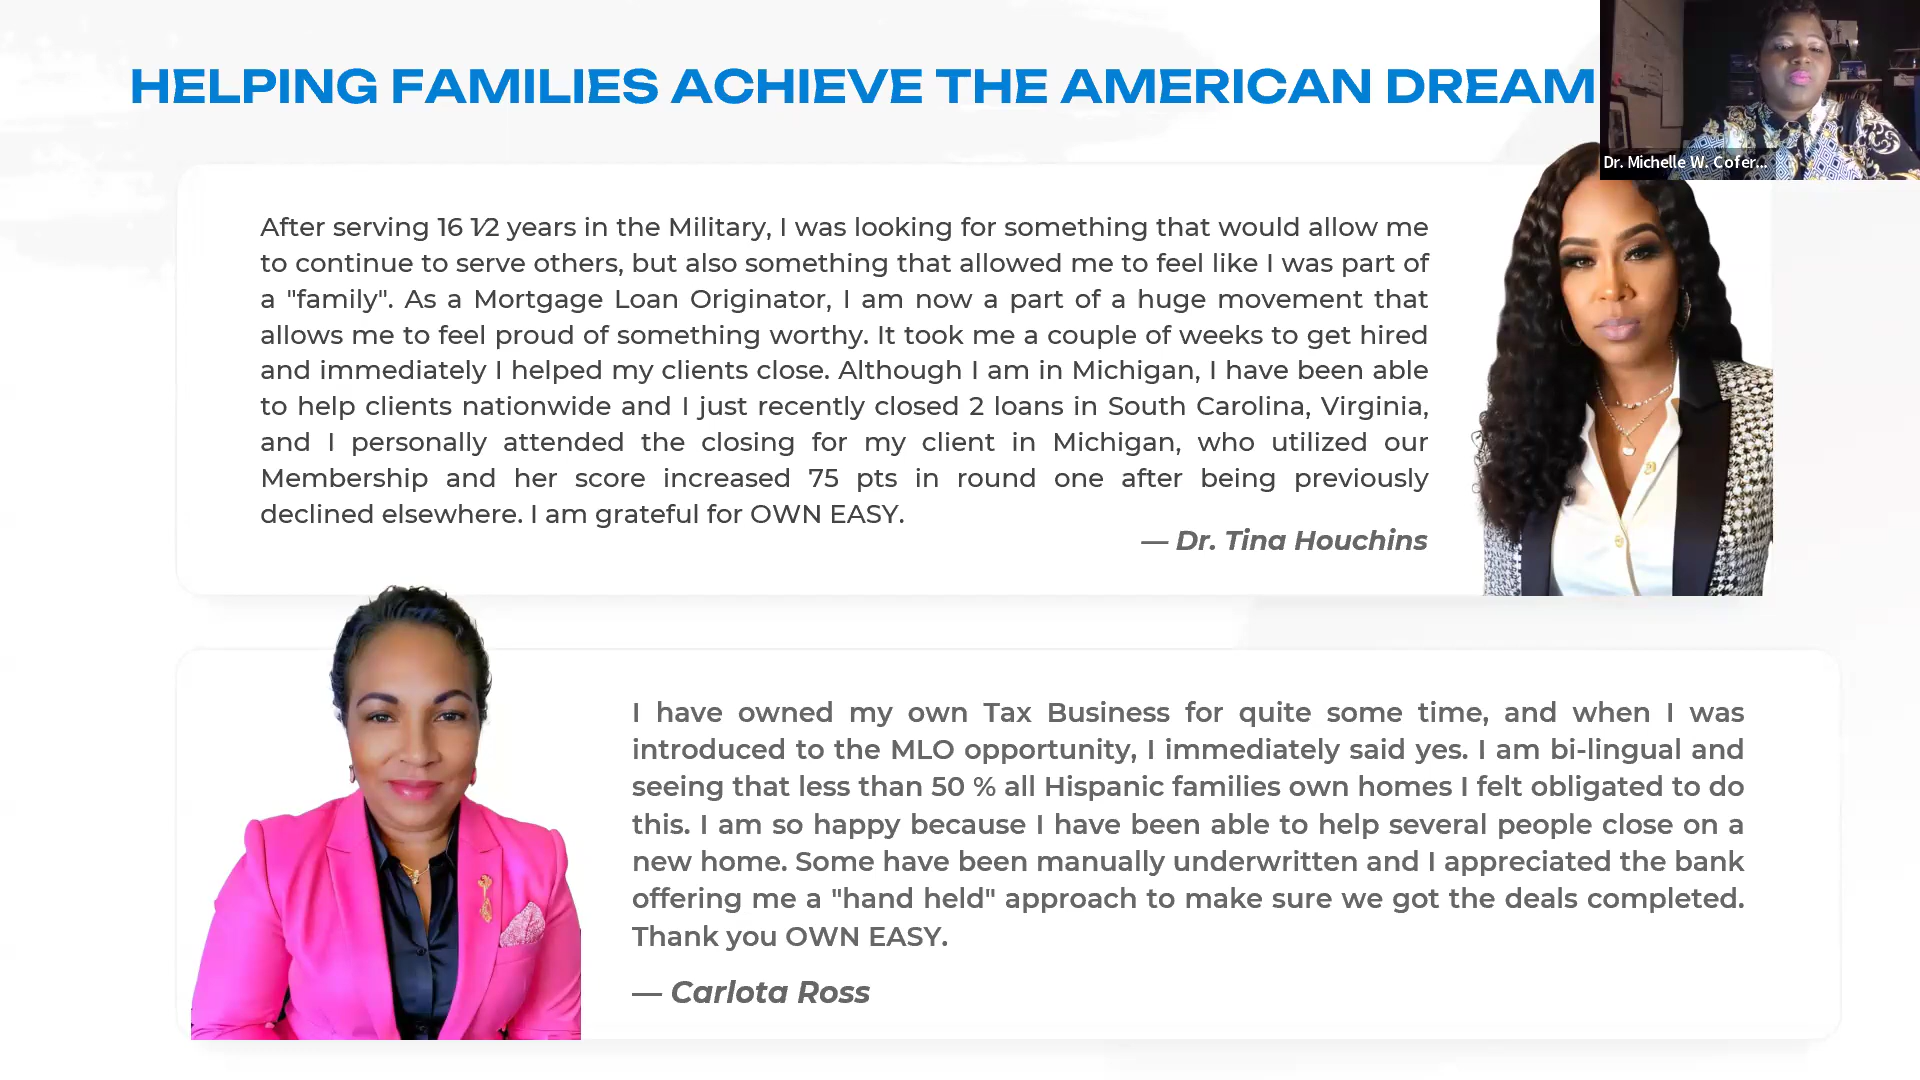 HELPING FAMILIES ACHIEVE THE AMERICAN DREAM
Dr. Michelle W. Cofer...
After serving 16 1⁄2 years in the Military, I was looking for something that would allow me
to continue to serve others, but also something that allowed me to feel like I was part of
a "family". As a Mortgage Loan Originator, I am now a part of a huge movement that
allows me to feel proud of something worthy. It took me a couple of weeks to get hired
and immediately I helped my clients close. Although I am in Michigan, I have been able
to help clients nationwide and I just recently closed 2 loans in South Carolina, Virginia,
and I personally attended the closing for my client in Michigan, who utilized our
Membership and her score increased 75 pts in round one after being previously
declined elsewhere. I am grateful for OWN EASY.
— Dr. Tina Houchins
I have owned my own Tax Business for quite some time, and when I was
introduced to the MLO opportunity, I immediately said yes. I am bi-lingual and
seeing that less than 50 % all Hispanic families own homes I felt obligated to do
this. I am so happy because I have been able to help several people close on a
new home. Some have been manually underwritten and I appreciated the bank
offering me a "hand held" approach to make sure we got the deals completed.
Thank you OWN EASY.
— Carlota Ross